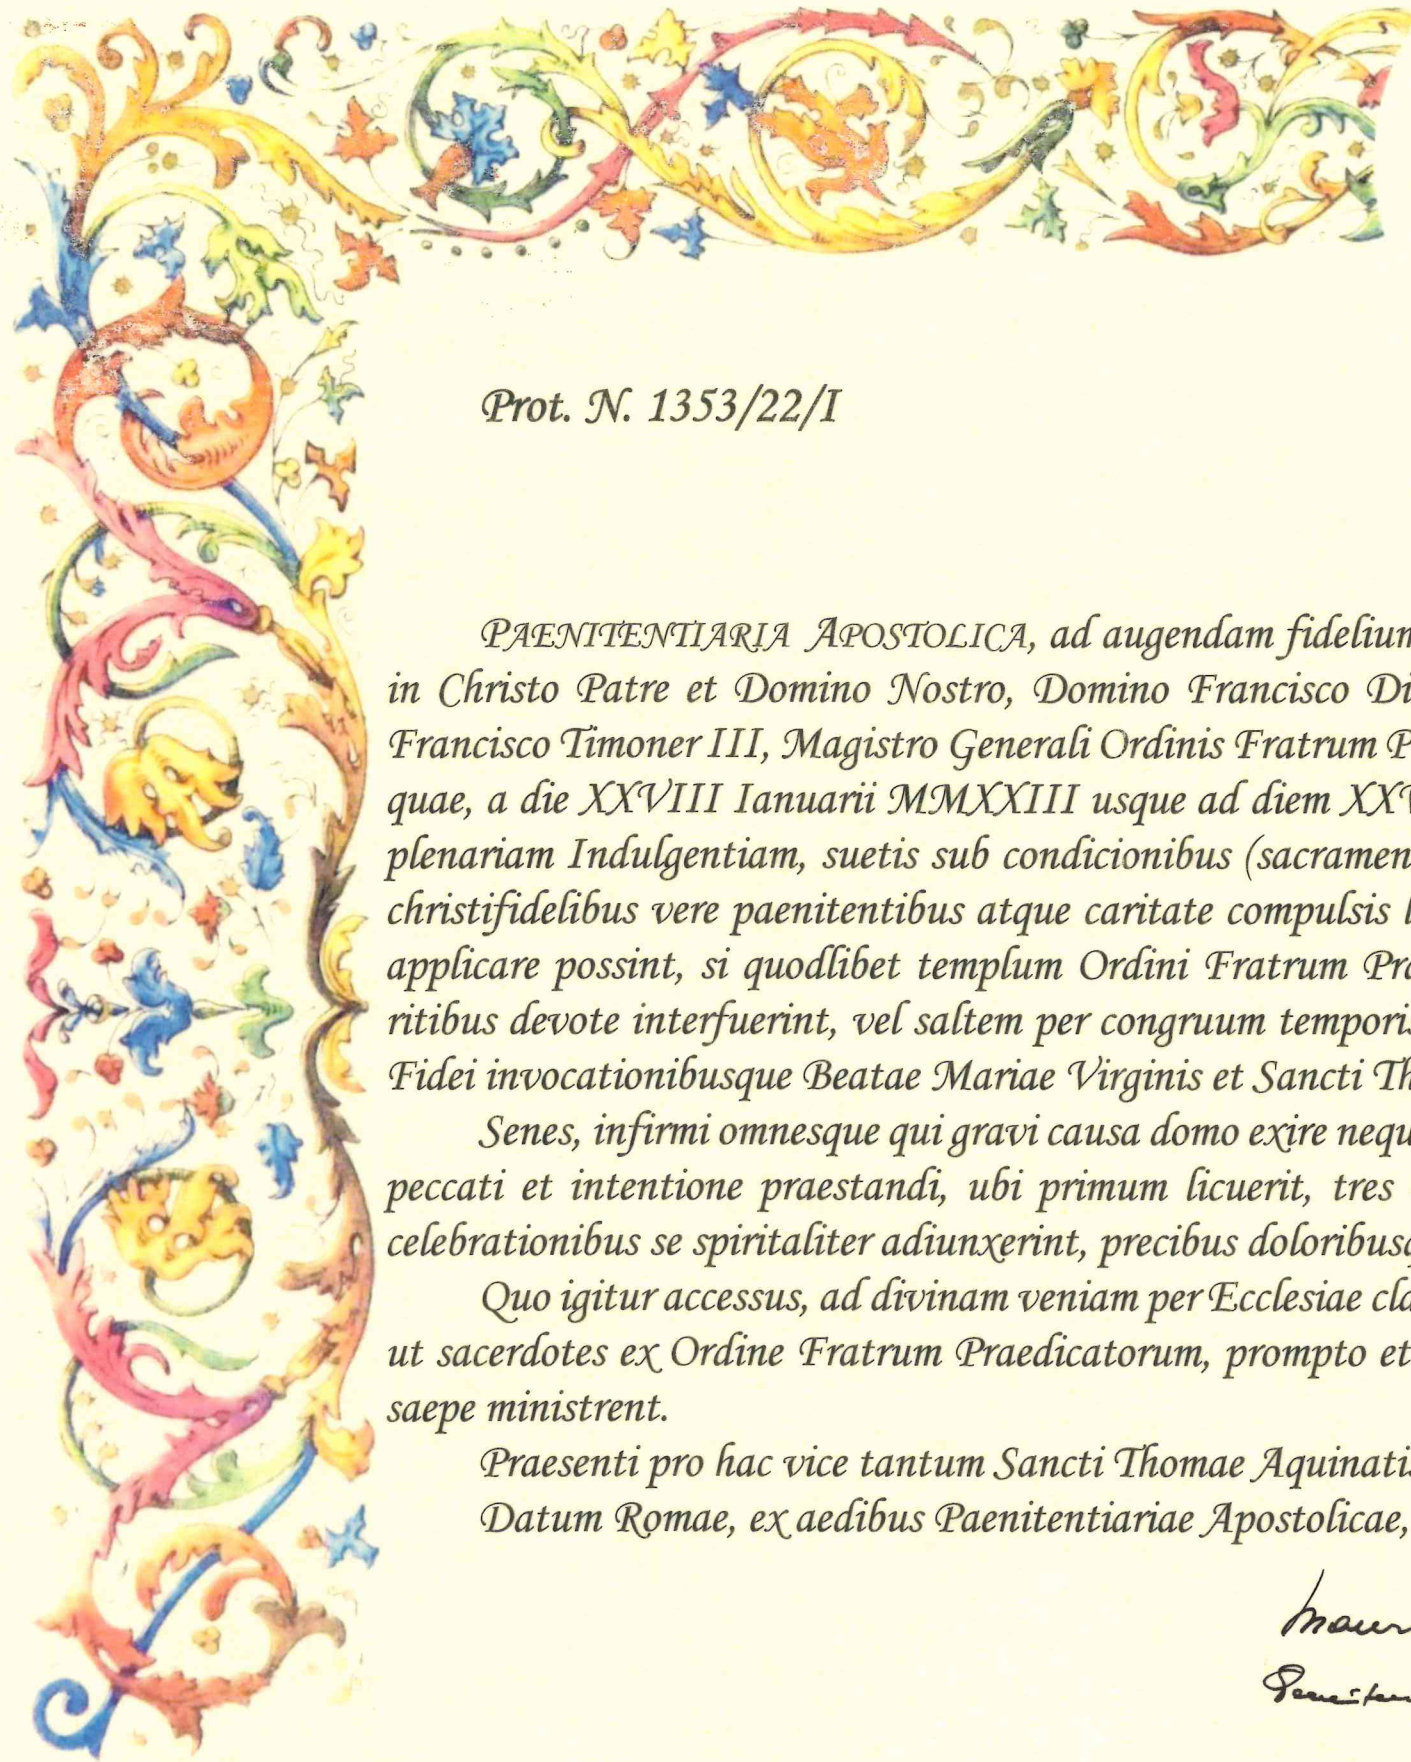 Prot. N. 1353/22/I
PAENITENTIARIA APOSTOLICA, ad augendam fidelium
in Christo Patre et Domino Nostro, Domino Francisco Di
Francisco Timoner III, Magistro Generali Ordinis Fratrum P
quae, a die XXVIII Ianuarii MMXXIII usque ad diem XXV
plenariam Indulgentiam, suetis sub condicionibus (sacramen
christifidelibus vere paenitentibus atque caritate compulsis l
applicare possint, si quodlibet templum Ordini Fratrum Pra
ritibus devote interfuerint, vel saltem per congruum temporis
Fidei invocationibusque Beatae Mariae Virginis et Sancti Th
Senes, infirmi omnesque qui gravi causa domo exire nequ
peccati et intentione praestandi, ubi primum licuerit, tres
celebrationibus se spiritaliter adiunxerint, precibus doloribusq
Quo igitur accessus, ad divinam veniam per Ecclesiae cla
ut sacerdotes ex Ordine Fratrum Praedicatorum, prompto et
saepe ministrent.
Praesenti pro hac vice tantum Sancti Thomae Aquinatis
Datum Romae, ex aedibus Paenitentiariae Apostolicae,
Maur